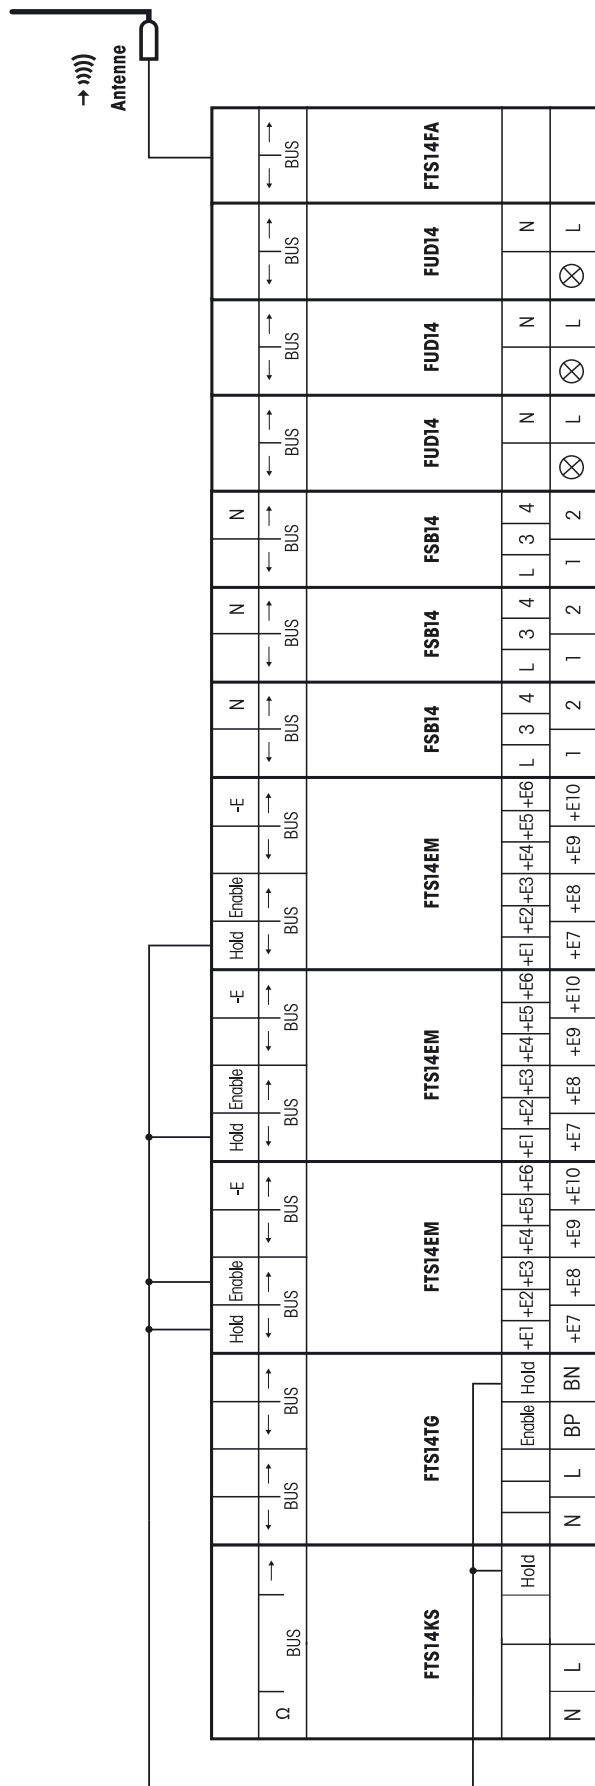 Antenne
Hold Enable -E Hold Enable -E Hold Enable -E N N N
Ω
BUS BUS BUS BUS BUS BUS BUS BUS BUS BUS BUS BUS BUS BUS BUS BUS
FTS14KS FTS14TG FTS14EM FTS14EM FTS14EM FSB14 FSB14 FSB14 FUD14 FUD14 FUD14 FTS14FA
Hold Enable Hold +E1 +E2 +E3 +E4 +E5 +E6 +E1 +E2 +E3 +E4 +E5 +E6 +E1 +E2 +E3 +E4 +E5 +E6 L 3 4 L 3 4 L 3 4 N N N
N L N L BP BN +E7 +E8 +E9 +E10 +E7 +E8 +E9 +E10 +E7 +E8 +E9 +E10 1 2 1 2 1 2 L L L